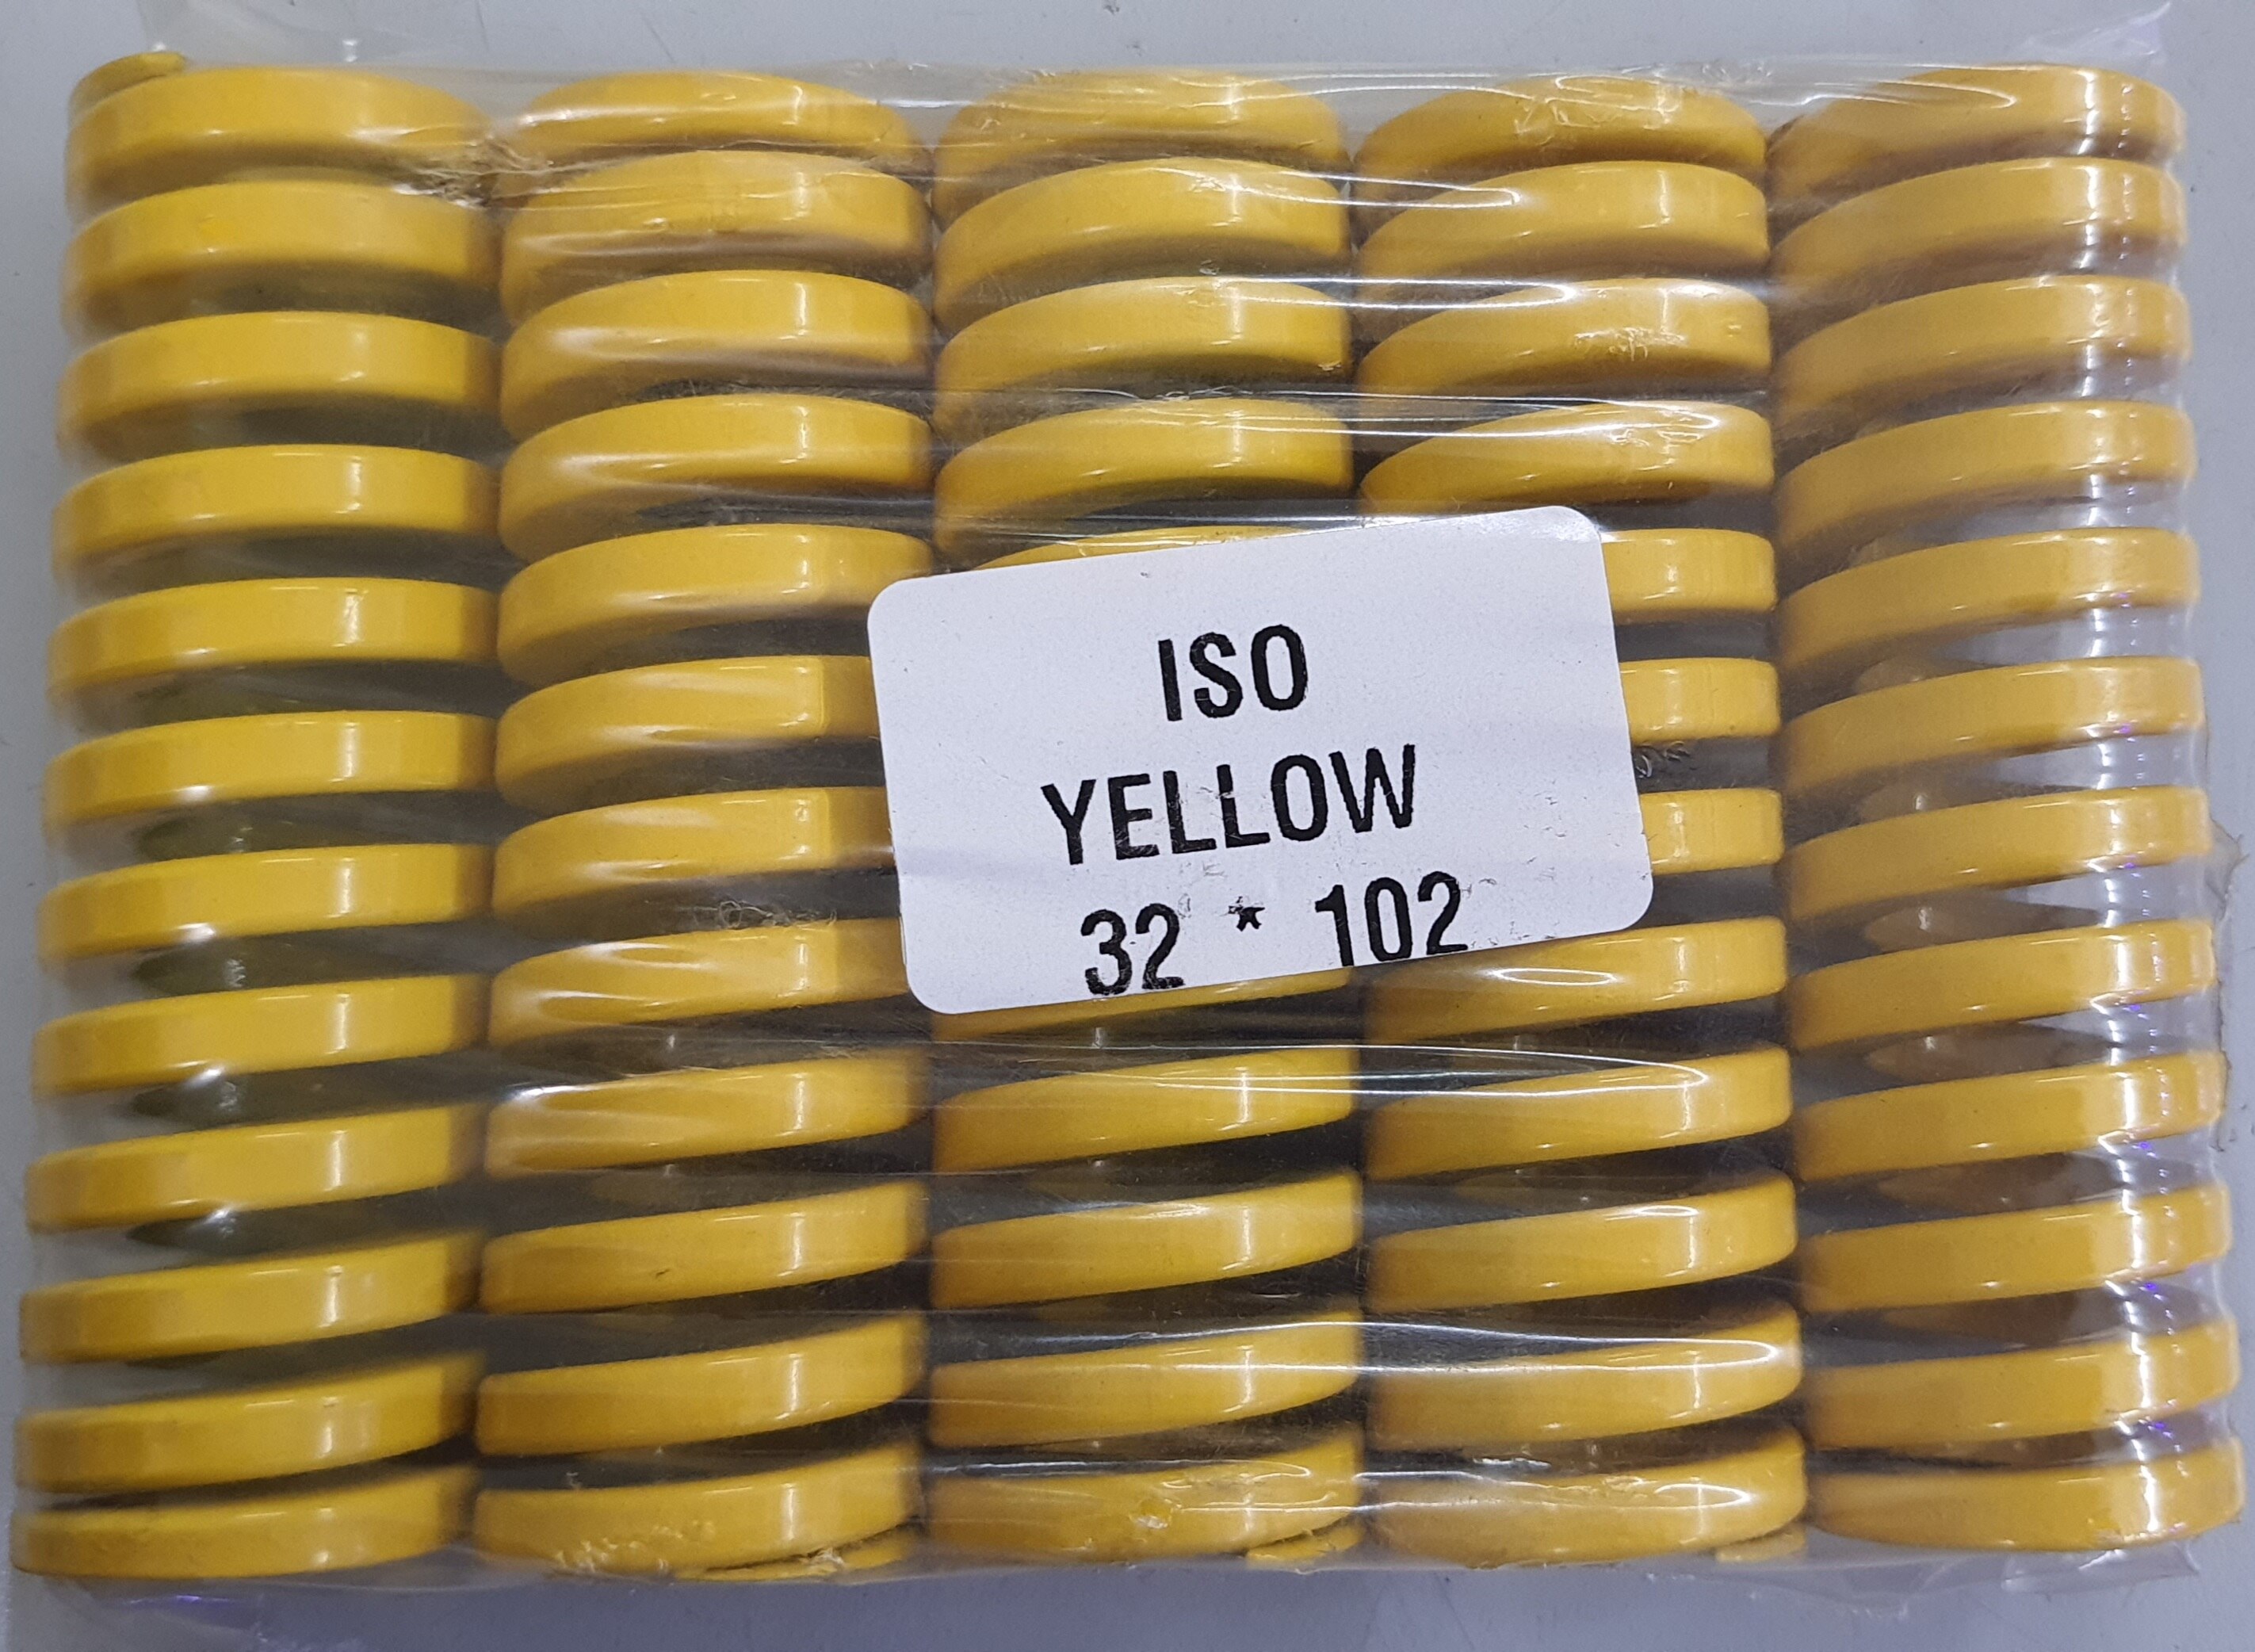 ISO
YELLOW
32 * 102